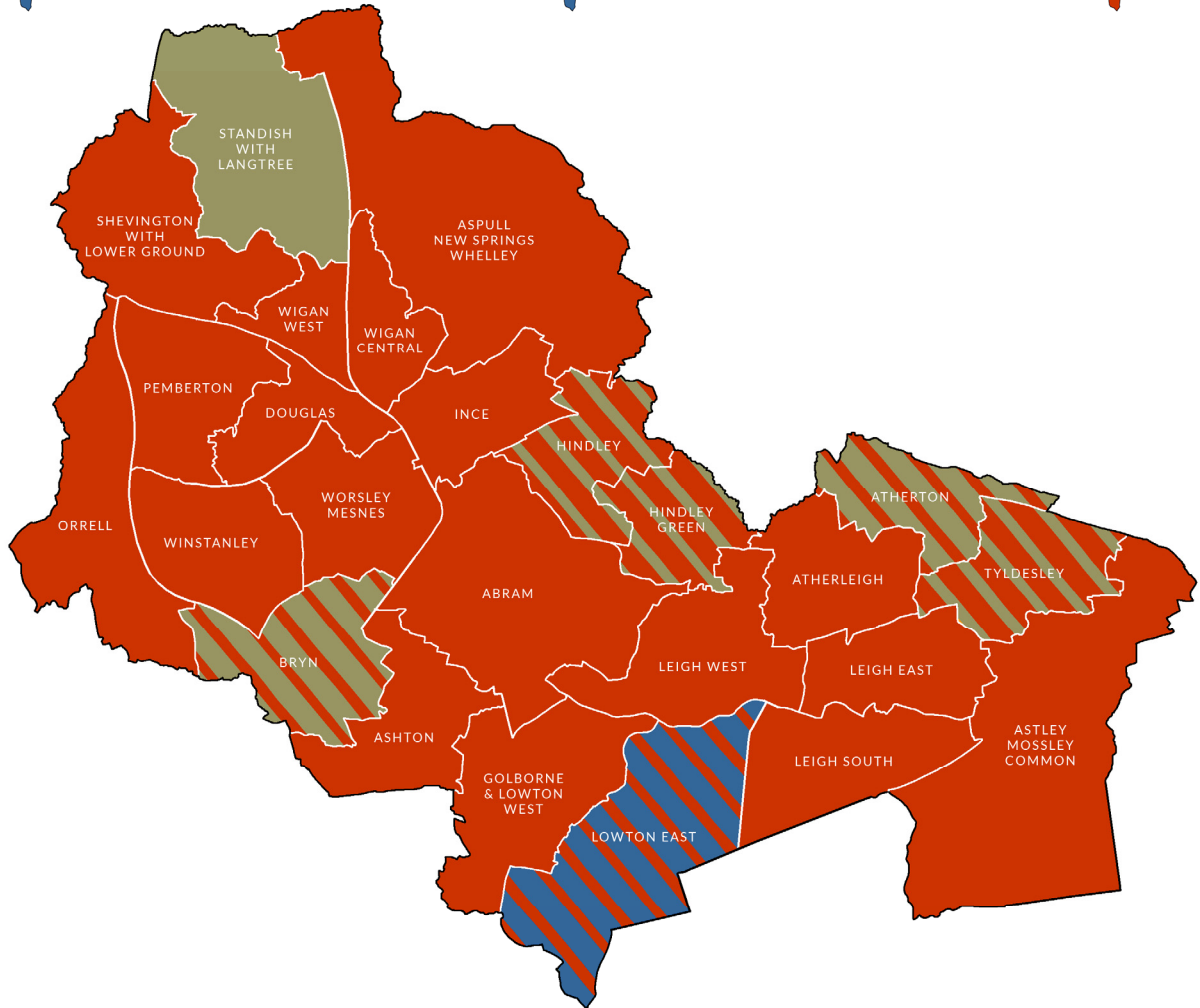 STANDISH
WITH
LANGTREE
SHEVINGTON
WITH
LOWER GROUND
ASPULL
NEW SPRINGS
WHELLEY
WIGAN
WEST
WIGAN
CENTRAL
PEMBERTON
DOUGLAS
INCE
HINDLEY
WORSLEY
MESNES
HINDLEY
GREEN
ATHERTON
ORRELL
WINSTANLEY
ABRAM
ATHERLEIGH
TYLDESLEY
BRYN
LEIGH WEST
LEIGH EAST
ASHTON
GOLBORNE
& LOWTON
WEST
LEIGH SOUTH
ASTLEY
MOSSLEY
COMMON
LOWTON EAST